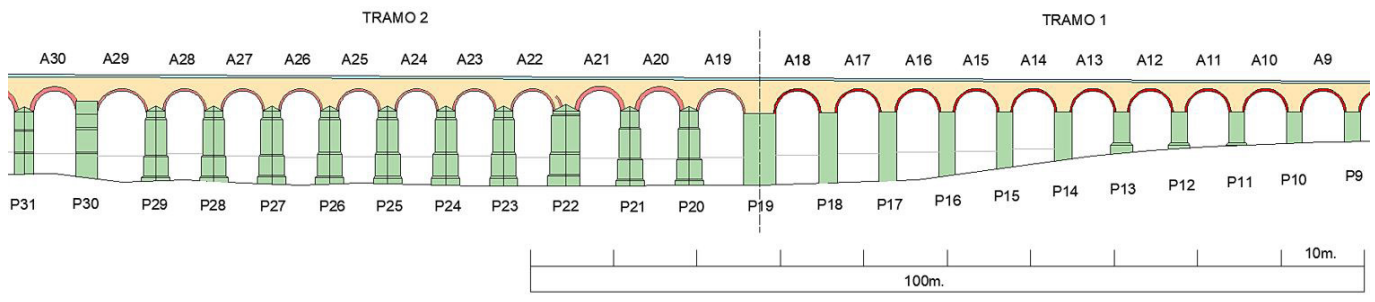 TRAMO 2 TRAMO 1
A30 A29 A28 A27 A26 A25 A24 A23 A22 A21 A20 A19 A18 A17 A16 A15 A14 A13 A12 A11 A10 A9
P31 P30 P29 P28 P27 P26 P25 P24 P23 P22 P21 P20 P19 P18 P17 P16 P15 P14 P13 P12 P11 P10 P9
10m.
100m.